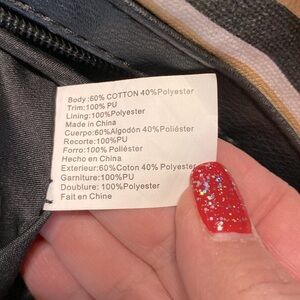 Body:60% COTTON 40%Polyester
Trim:100% PU
Lining:100%Polyester
Made in China
Cuerpo:60%Algodón 40%Poliéster
Recorte:100%PU
Forro:100% Poliéster
Hecho en China
Exterieur:60%Coton 40% Polyester
Garniture:100%PU
Doublure: 100%Polyester
Fait en Chine